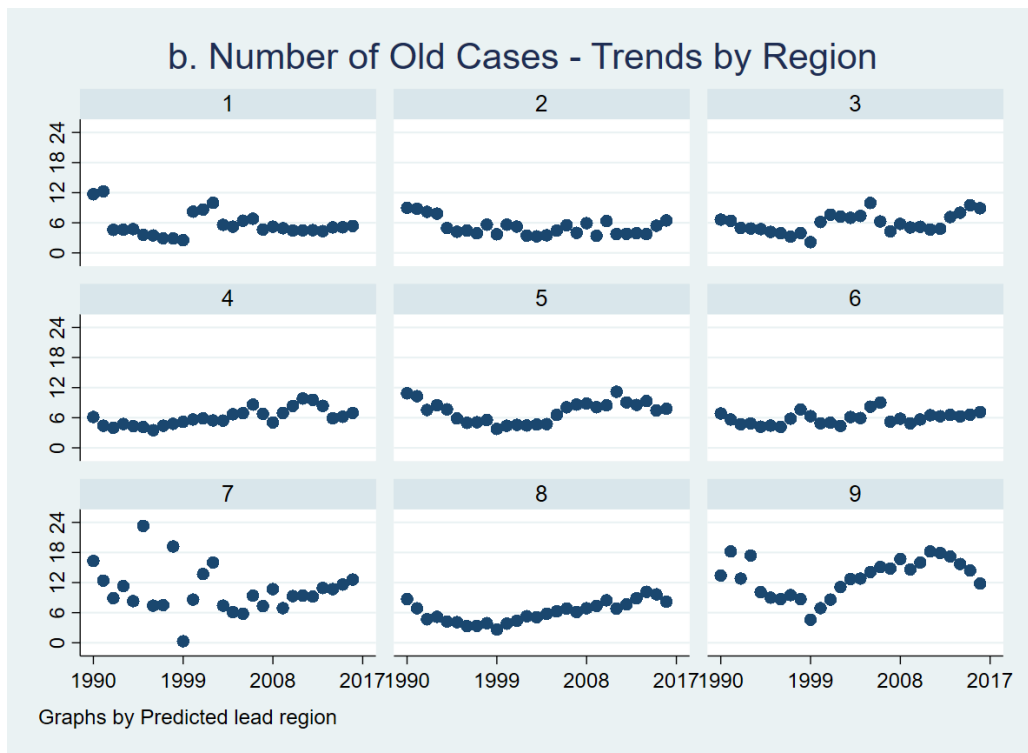 b. Number of Old Cases - Trends by Region
1 2 3
24
18
12
6
0
4 5 6
24
18
12
6
0
7 8 9
24
18
12
6
0
1990 1999 2008 2017 1990 1999 2008 2017 1990 1999 2008 2017
Graphs by Predicted lead region